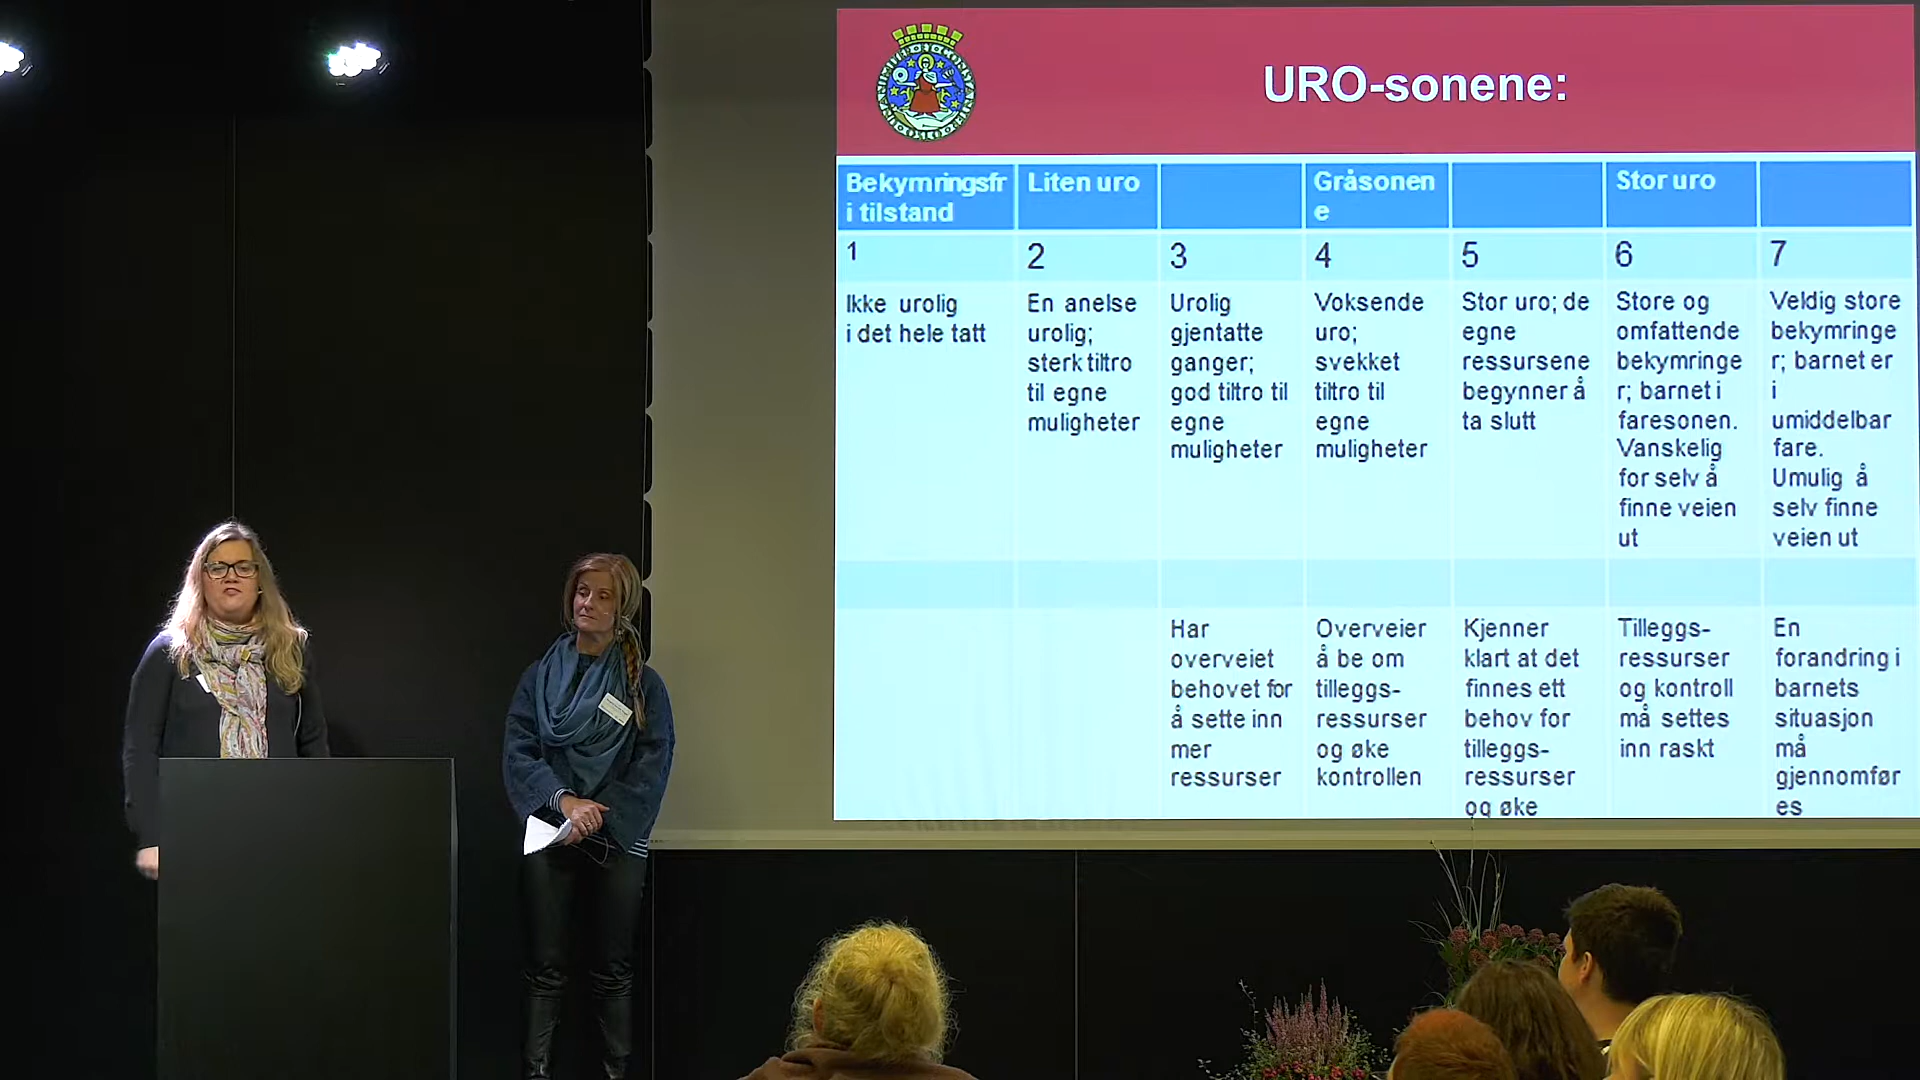 URO-sonene:
OSLO
Bekymringsfr
i tilstand
Liten uro
Gråsonen
e
Stor uro
1
2
3
4
5
6
7
Ikke urolig
i det hele tatt
En anelse
urolig;
sterk tiltro
til egne
muligheter
Urolig
gjentatte
ganger;
god tiltro til
egne
muligheter
Voksende
uro;
svekket
tiltro til
egne
muligheter
Stor uro; de
egne
ressursene
begynner å
ta slutt
Store og
omfattende
bekymringe
r; barnet i
faresonen.
Vanskelig
for selv å
finne veien
ut
Veldig store
bekymringe
r; barnet er
i
umiddelbar
fare.
Umulig å
selv finne
veien ut
Har
overveiet
behovet for
å sette inn
mer
ressurser
Overveier
å be om
tilleggs-
ressurser
og øke
kontrollen
Kjenner
klart at det
finnes ett
behov for
tilleggs-
ressurser
og øke
Tilleggs-
ressurser
og kontroll
må settes
inn raskt
En
forandring i
barnets
situasjon
må
gjennomfør
es